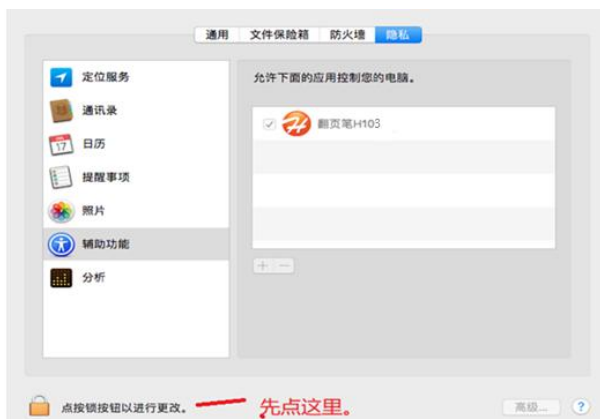 通用 文件保险箱 防火墙 隐私
定位服务
允许下面的应用控制您的电脑。
通讯录
翻页笔H103
JUL
17
日历
提醒事项
照片
辅助功能
分析
点按锁按钮以进行更改。
先点这里。
高级...
?